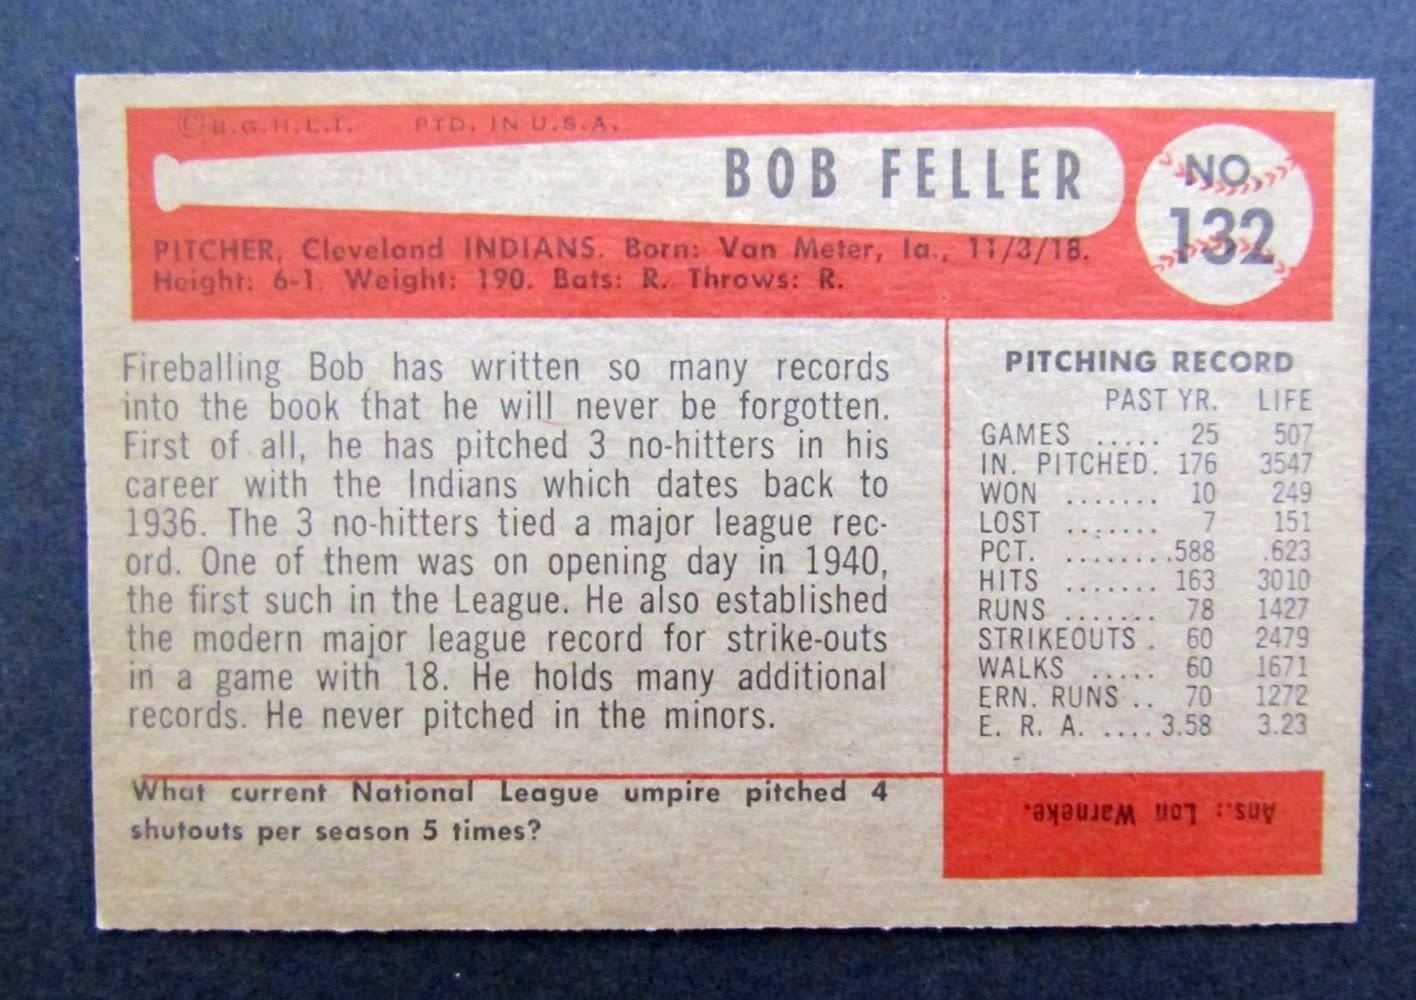 © B.G.H.L.I. PTD. IN U.S.A.
BOB FELLER
NO.
132
PITCHER, Cleveland INDIANS. Born: Van Meter, Ia., 11/3/18.
Height: 6-1. Weight: 190. Bats: R. Throws: R.
Fireballing Bob has written so many records
into the book that he will never be forgotten.
First of all, he has pitched 3 no-hitters in his
career with the Indians which dates back to
1936. The 3 no-hitters tied a major league rec-
ord. One of them was on opening day in 1940,
the first such in the League. He also established
the modern major league record for strike-outs
in a game with 18. He holds many additional
records. He never pitched in the minors.
What current National League umpire pitched 4
shutouts per season 5 times?
PITCHING RECORD
PAST YR. LIFE
GAMES ..... 25 507
IN. PITCHED. 176 3547
WON ....... 10 249
LOST ....... 7 151
PCT. ........ .588 .623
HITS ....... 163 3010
RUNS ....... 78 1427
STRIKEOUTS . 60 2479
WALKS ..... 60 1671
ERN. RUNS .. 70 1272
E. R. A. .... 3.58 3.23
Ans.: Lon Warneke.